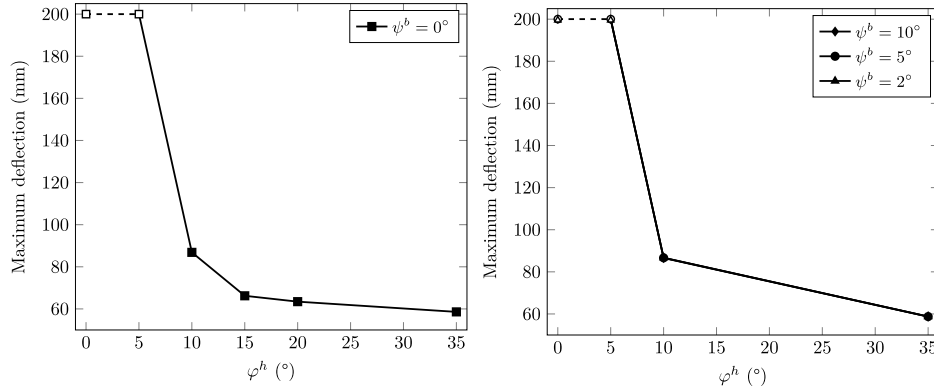 ψ^b = 0°
200
180
160
140
120
100
80
60
Maximum deflection (mm)
0 5 10 15 20 25 30 35
φ^h (°)
ψ^b = 10°
ψ^b = 5°
ψ^b = 2°
200
180
160
140
120
100
80
60
Maximum deflection (mm)
0 5 10 15 20 25 30 35
φ^h (°)